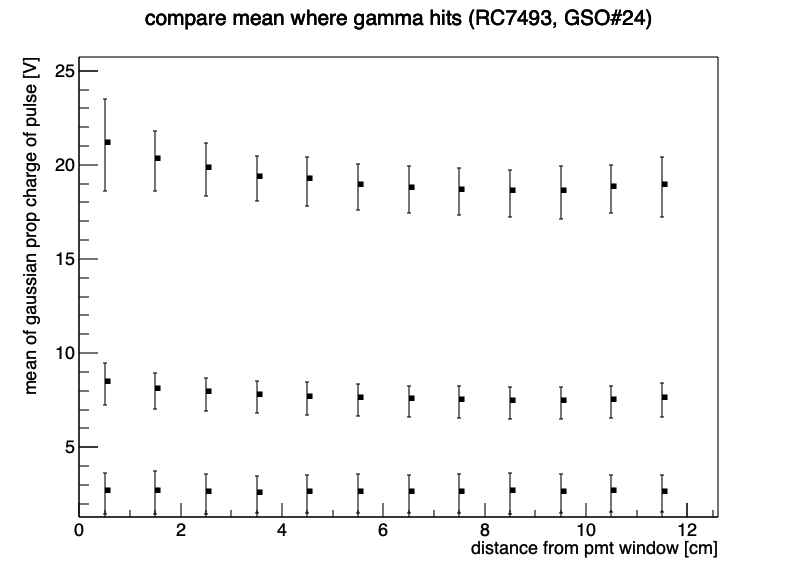 compare mean where gamma hits (RC7493, GSO#24)
mean of gaussian prop charge of pulse [V]
25
20
15
10
5
0 2 4 6 8 10 12
distance from pmt window [cm]